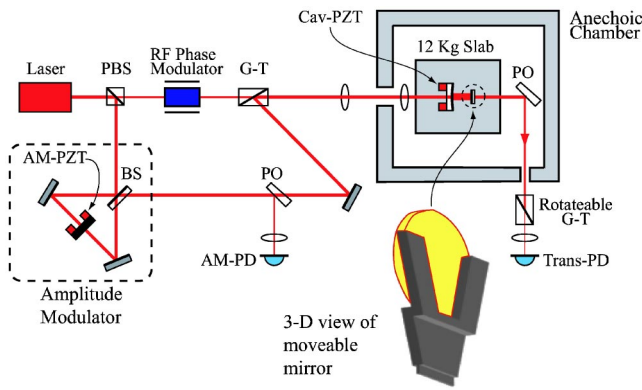 Laser
PBS
RF Phase
Modulator
G-T
Cav-PZT
12 Kg Slab
PO
Anechoic
Chamber
AM-PZT
BS
PO
AM-PD
Amplitude
Modulator
Rotateable
G-T
Trans-PD
3-D view of
moveable
mirror